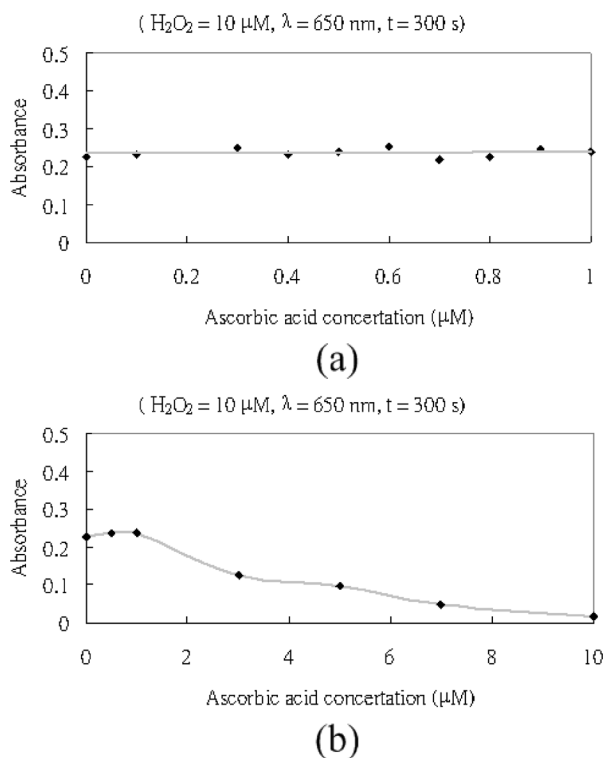 ( H₂O₂ = 10 μM, λ = 650 nm, t = 300 s)
0.5
0.4
0.3
0.2
0.1
0
Absorbance
0 0.2 0.4 0.6 0.8 1
Ascorbic acid concertation (μM)
(a)
( H₂O₂ = 10 μM, λ = 650 nm, t = 300 s)
0.5
0.4
0.3
0.2
0.1
0
Absorbance
0 2 4 6 8 10
Ascorbic acid concertation (μM)
(b)